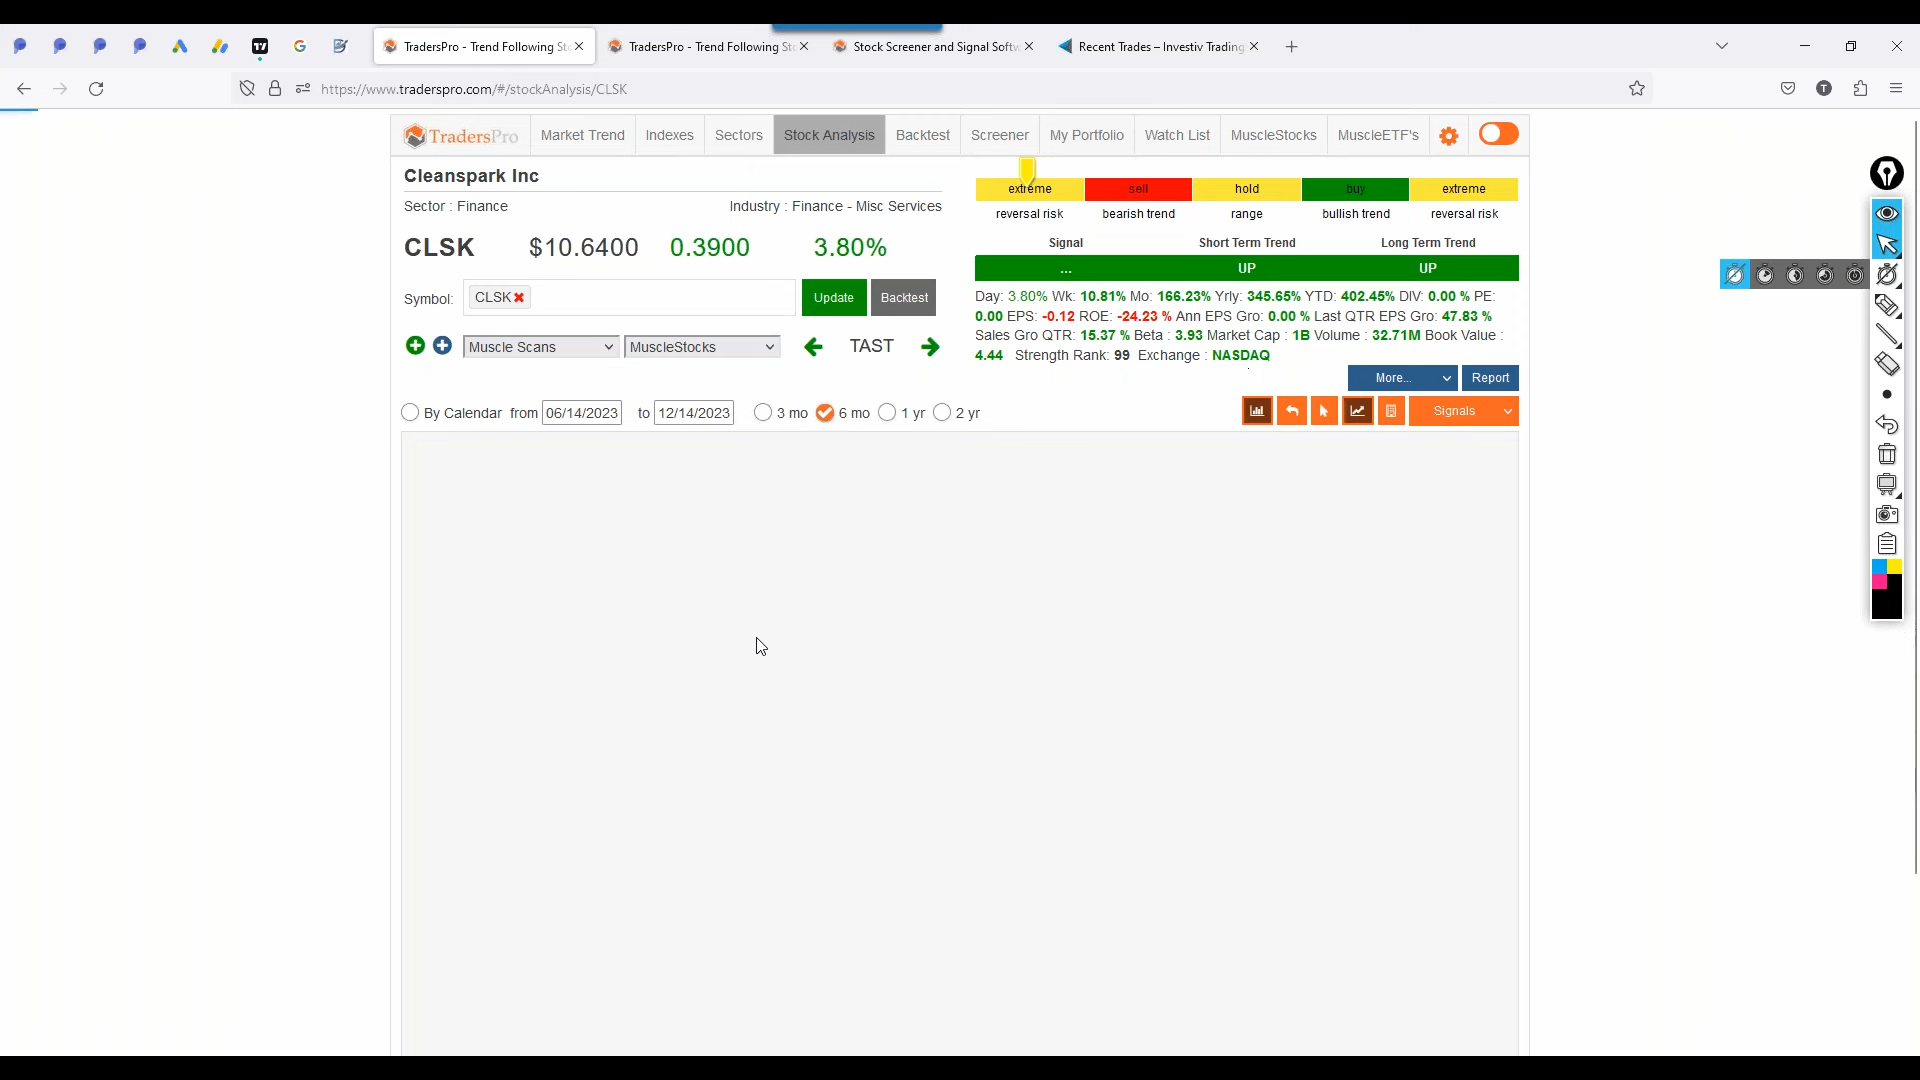 TradersPro - Trend Following St
TradersPro - Trend Following St
Stock Screener and Signal Softw
Recent Trades – Investiv Trading
https://www.traderspro.com/#/stockAnalysis/CLSK
TradersPro
Market Trend
Indexes
Sectors
Stock Analysis
Backtest
Screener
My Portfolio
Watch List
MuscleStocks
MuscleETF's
Cleanspark Inc
Sector : Finance
Industry : Finance - Misc Services
CLSK $10.6400 0.3900 3.80%
Symbol: CLSK Update Backtest
Muscle Scans MuscleStocks TAST
extreme sell hold buy extreme
reversal risk bearish trend range bullish trend reversal risk
Signal Short Term Trend Long Term Trend
... UP UP
Day: 3.80% Wk: 10.81% Mo: 166.23% Yrly: 345.65% YTD: 402.45% DIV: 0.00 % PE:
0.00 EPS: -0.12 ROE: -24.23 % Ann EPS Gro: 0.00 % Last QTR EPS Gro: 47.83 %
Sales Gro QTR: 15.37 % Beta : 3.93 Market Cap : 1B Volume : 32.71M Book Value :
4.44 Strength Rank: 99 Exchange : NASDAQ
More... Report
By Calendar from 06/14/2023 to 12/14/2023 3 mo 6 mo 1 yr 2 yr
Signals